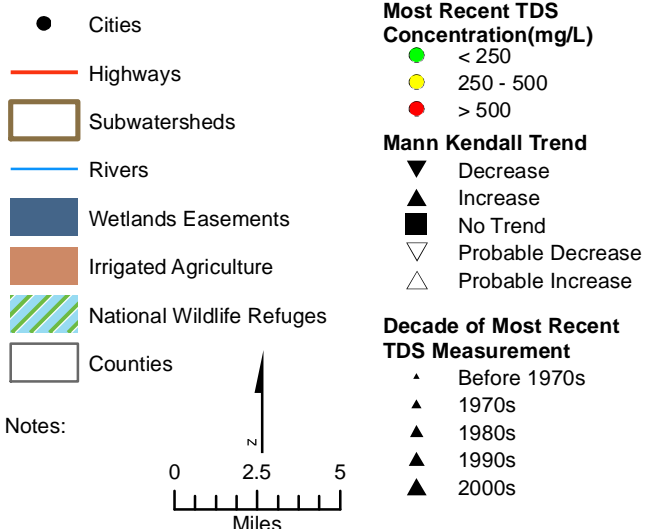 Cities
Highways
Subwatersheds
Rivers
Wetlands Easements
Irrigated Agriculture
National Wildlife Refuges
Counties
Notes:
N
0 2.5 5
Miles
Most Recent TDS
Concentration(mg/L)
< 250
250 - 500
> 500
Mann Kendall Trend
Decrease
Increase
No Trend
Probable Decrease
Probable Increase
Decade of Most Recent
TDS Measurement
Before 1970s
1970s
1980s
1990s
2000s